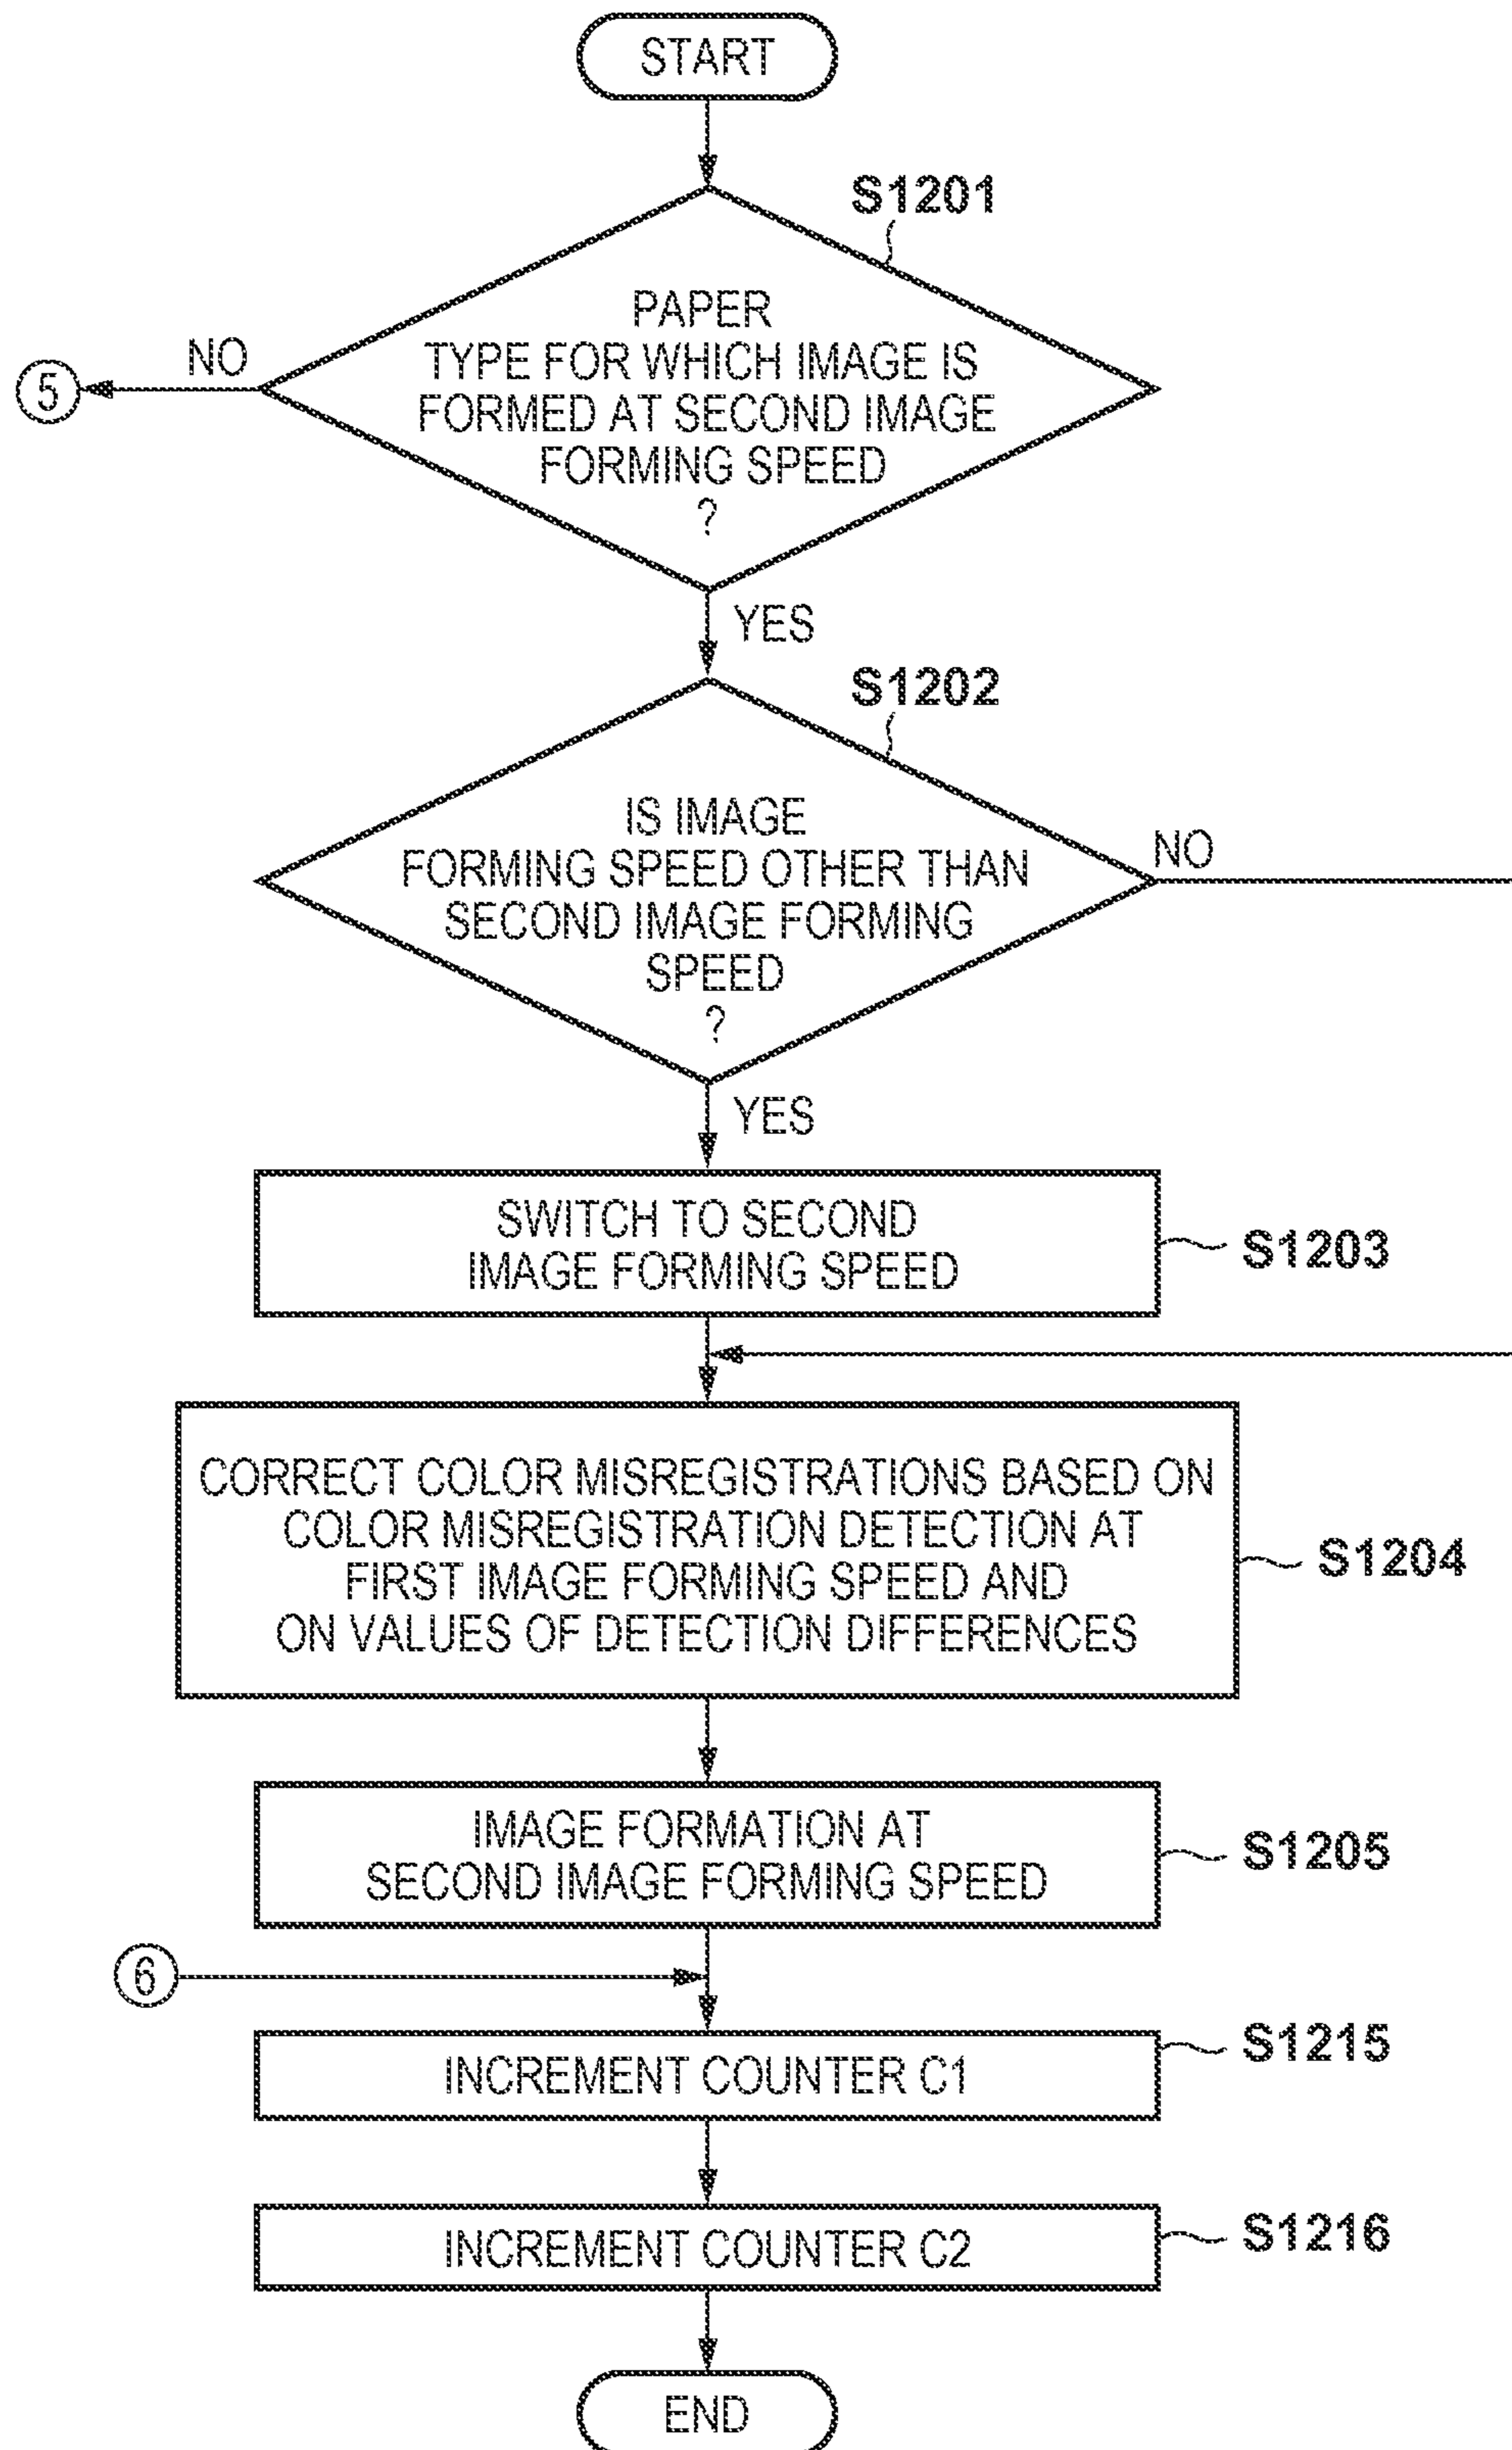 START
S1201
PAPER
TYPE FOR WHICH IMAGE IS
FORMED AT SECOND IMAGE
FORMING SPEED
?
NO
5
YES
S1202
IS IMAGE
FORMING SPEED OTHER THAN
SECOND IMAGE FORMING
SPEED
?
NO
YES
SWITCH TO SECOND
IMAGE FORMING SPEED
S1203
CORRECT COLOR MISREGISTRATIONS BASED ON
COLOR MISREGISTRATION DETECTION AT
FIRST IMAGE FORMING SPEED AND
ON VALUES OF DETECTION DIFFERENCES
S1204
IMAGE FORMATION AT
SECOND IMAGE FORMING SPEED
S1205
6
INCREMENT COUNTER C1
S1215
INCREMENT COUNTER C2
S1216
END